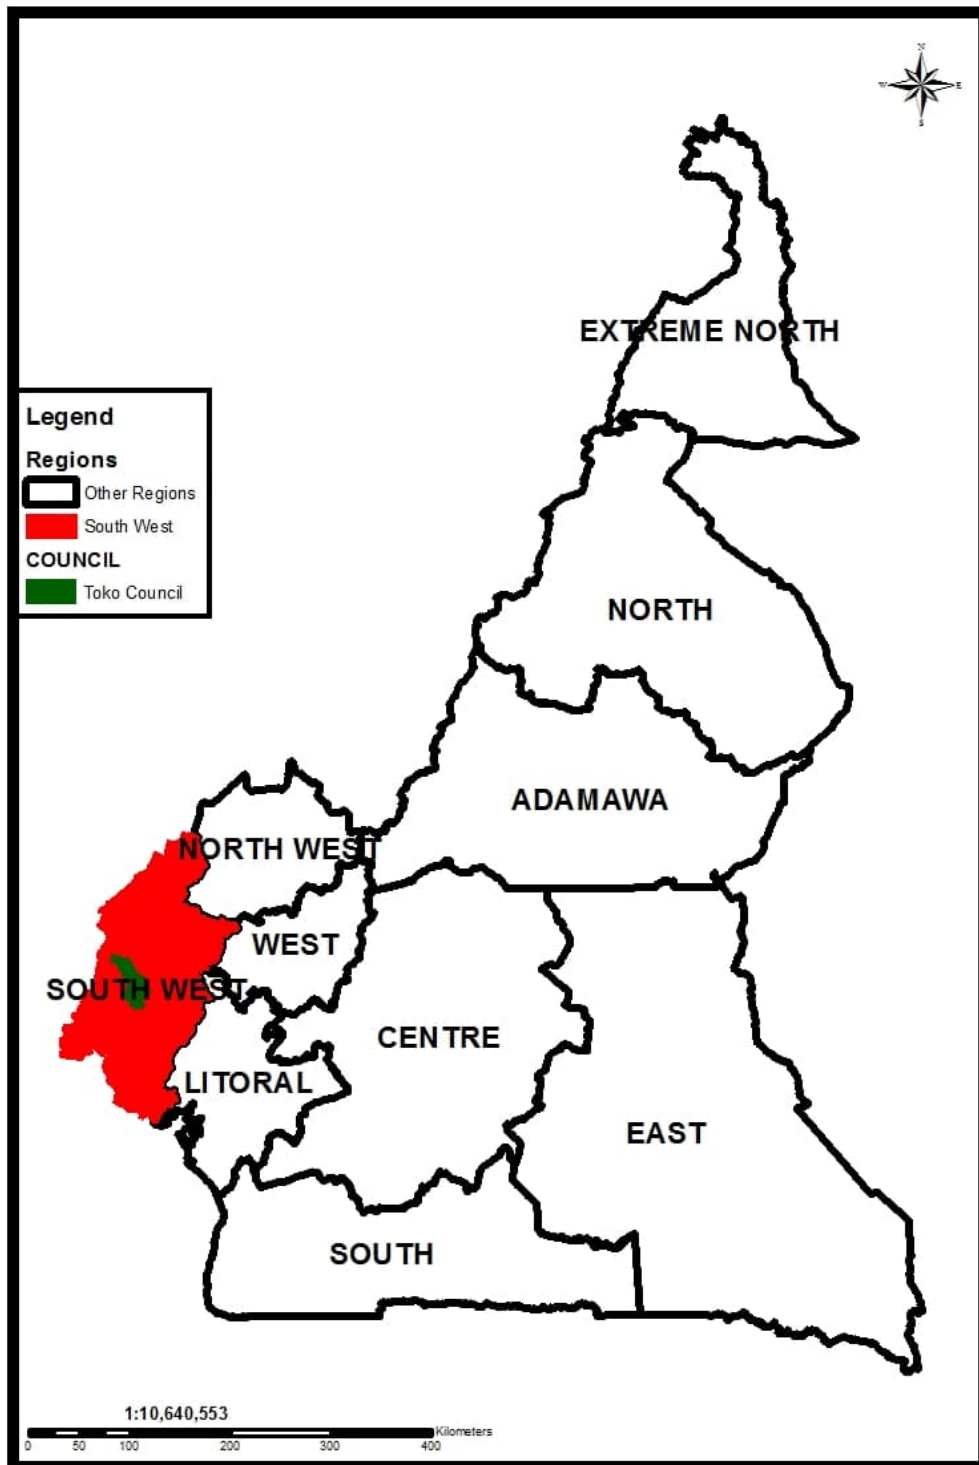 N
W E
S
EXTREME NORTH
Legend
Regions
Other Regions
South West
COUNCIL
Toko Council
NORTH
ADAMAWA
NORTH WEST
WEST
SOUTH WEST
CENTRE
LITORAL
EAST
SOUTH
1:10,640,553
Kilometers
0 50 100 200 300 400